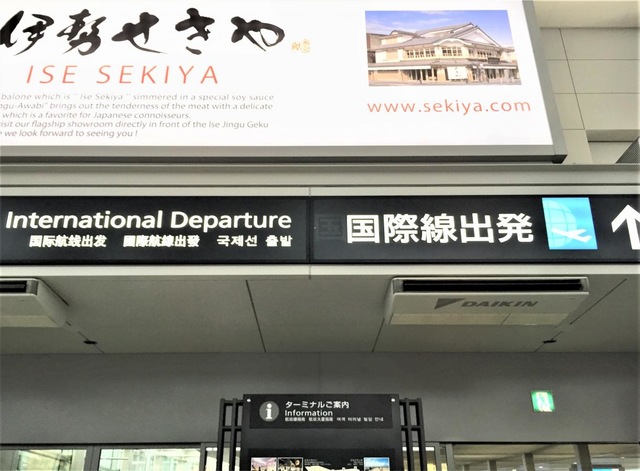 伊勢せきや
ISE SEKIYA
balone which is " Ise Sekiya " simmered in a special soy sauce
ngu-Awabi" brings out the tenderness of the meat with a delicate
which is a favorite for Japanese connoisseurs.
isit our flagship showroom directly in front of the Ise Jingu Geku
e we look forward to seeing you !
www.sekiya.com
International Departure
国际航线出发 國際航線出發 국제선 출발
国際線出発
DAIKIN
ターミナルご案内
Information